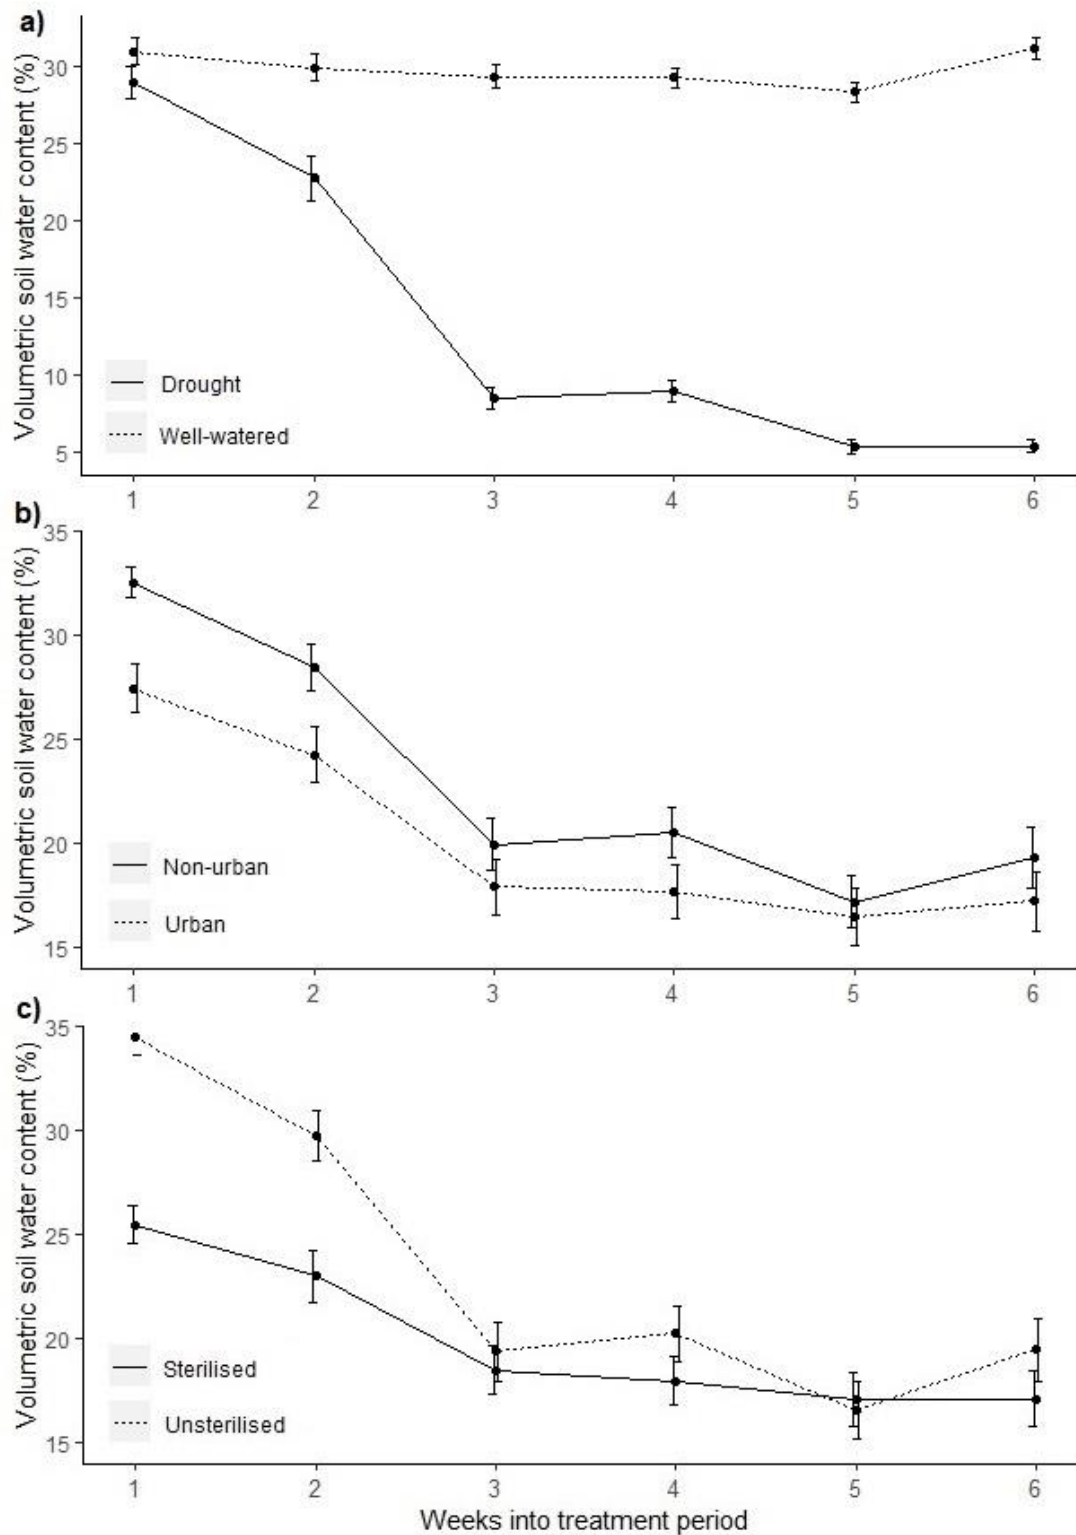 a)
Volumetric soil water content (%)
30
25
20
15
10
5
Drought
Well-watered
1 2 3 4 5 6
b)
Volumetric soil water content (%)
35
30
25
20
15
Non-urban
Urban
1 2 3 4 5 6
c)
Volumetric soil water content (%)
35
30
25
20
15
Sterilised
Unsterilised
1 2 3 4 5 6
Weeks into treatment period